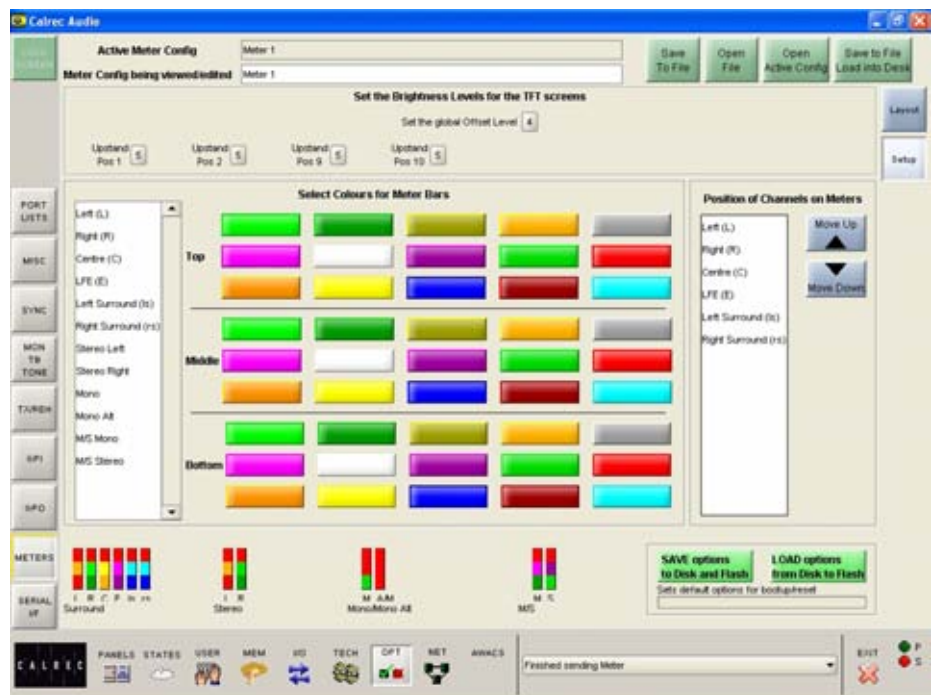 Calrec Audio
Active Meter Config
Meter 1
Save To File
Open File
Open Active Config
Save to File Load into Desk
Meter Config being viewed/edited
Meter 1
Set the Brightness Levels for the TFT screens
Set the global Offset Level 4
Layout
Setup
Upstand Pos 1 5
Upstand Pos 2 5
Upstand Pos 9 5
Upstand Pos 10 5
PORT LISTS
MISC
SYNC
MON TB TONE
TX/REH
GPI
GPO
METERS
SERIAL I/F
Select Colours for Meter Bars
Left (L)
Right (R)
Centre (C)
LFE (E)
Left Surround (ls)
Right Surround (rs)
Stereo Left
Stereo Right
Mono
Mono Alt
M/S Mono
M/S Stereo
Top
Middle
Bottom
Position of Channels on Meters
Left (L)
Right (R)
Centre (C)
LFE (E)
Left Surround (ls)
Right Surround (rs)
Move Up
Move Down
Surround
Stereo
M A/M
Mono/Mono Alt
M S
M/S
SAVE options to Disk and Flash
LOAD options from Disk to Flash
Sets default options for bootup/reset
CALREC
PANELS
STATES
USER
MEM
I/O
TECH
OPT
NET
AWACS
Finished sending Meter
EXIT
P
S